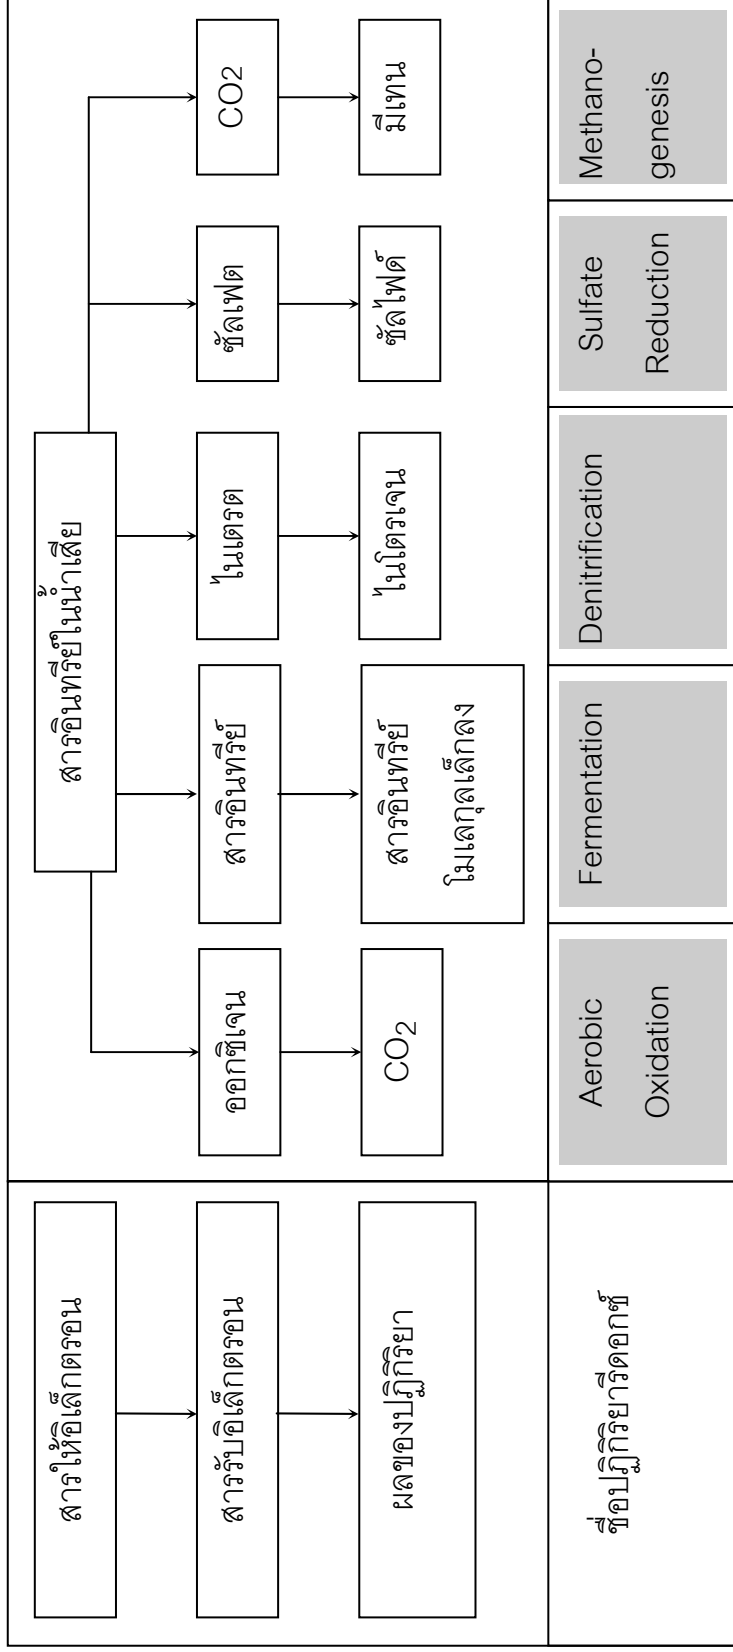 สารให้อิเล็กตรอน
สารรับอิเล็กตรอน
ผลของปฏิกิริยา
ชื่อปฏิกิริยารีดอกซ์
สารอินทรีย์ในน้ำเสีย
ออกซิเจน
สารอินทรีย์
ไนเตรต
ซัลเฟต
CO2
CO2
สารอินทรีย์
โมเลกุลเล็กลง
ไนโตรเจน
ซัลไฟด์
มีเทน
Aerobic
Oxidation
Fermentation
Denitrification
Sulfate
Reduction
Methano-
genesis